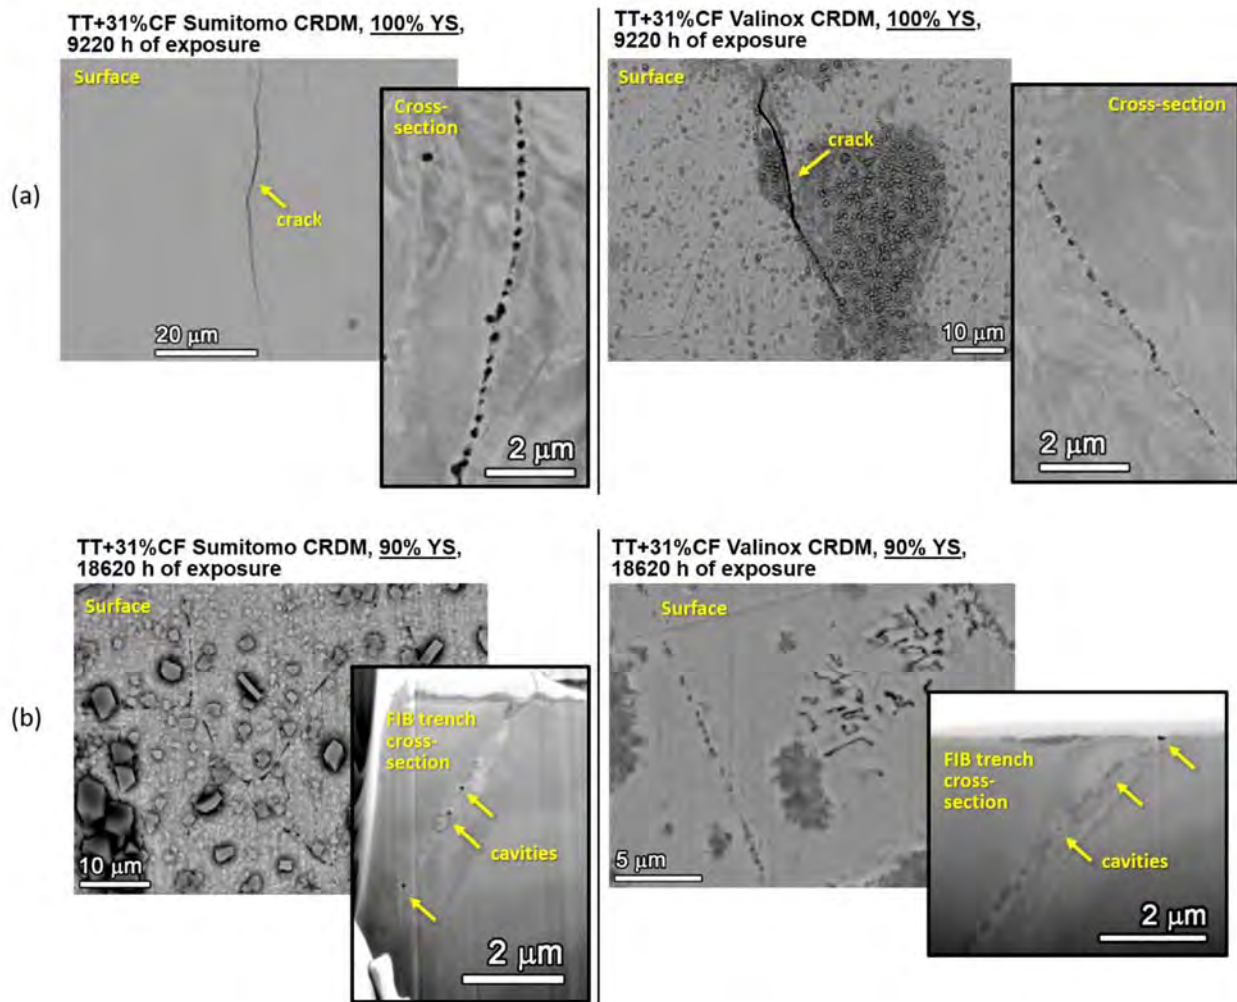 TT+31%CF Sumitomo CRDM, 100% YS,
9220 h of exposure
Surface
Cross-
section
crack
20 μm
2 μm
TT+31%CF Valinox CRDM, 100% YS,
9220 h of exposure
Surface
Cross-section
crack
10 μm
2 μm
(a)
TT+31%CF Sumitomo CRDM, 90% YS,
18620 h of exposure
Surface
FIB trench
cross-
section
cavities
10 μm
2 μm
TT+31%CF Valinox CRDM, 90% YS,
18620 h of exposure
Surface
FIB trench
cross-
section
cavities
5 μm
2 μm
(b)